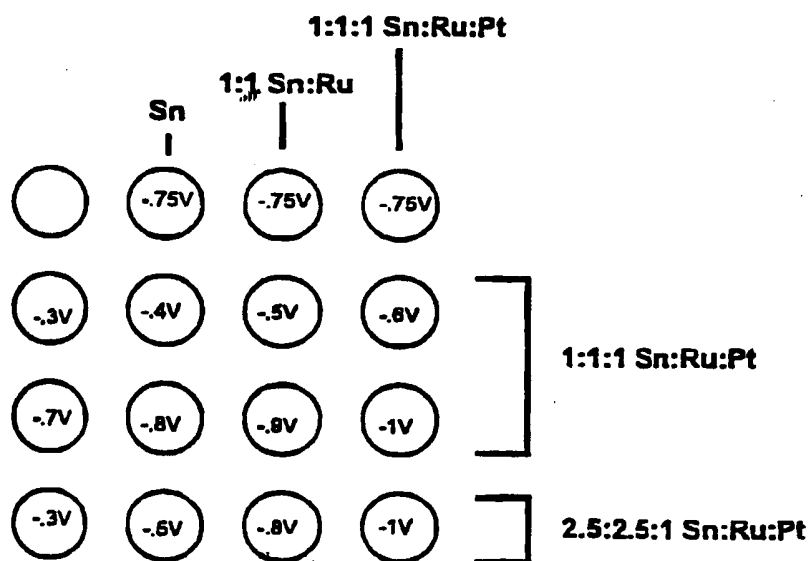 1:1:1 Sn:Ru:Pt
1:1 Sn:Ru
Sn
-.75V -.75V -.75V
-.3V -.4V -.5V -.6V
1:1:1 Sn:Ru:Pt
-.7V -.8V -.9V -1V
-.3V -.6V -.8V -1V
2.5:2.5:1 Sn:Ru:Pt